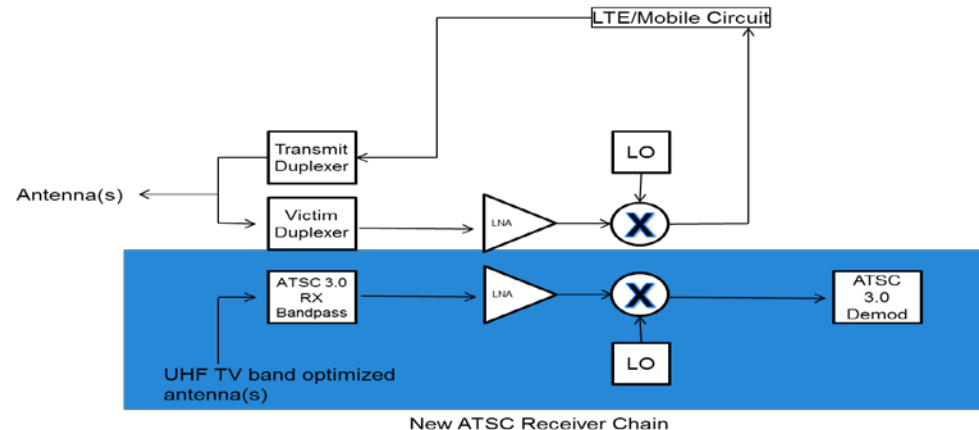 LTE/Mobile Circuit
Transmit
Duplexer
LO
Antenna(s)
Victim
Duplexer
LNA
X
ATSC 3.0
RX
Bandpass
LNA
X
ATSC
3.0
Demod
LO
UHF TV band optimized
antenna(s)
New ATSC Receiver Chain